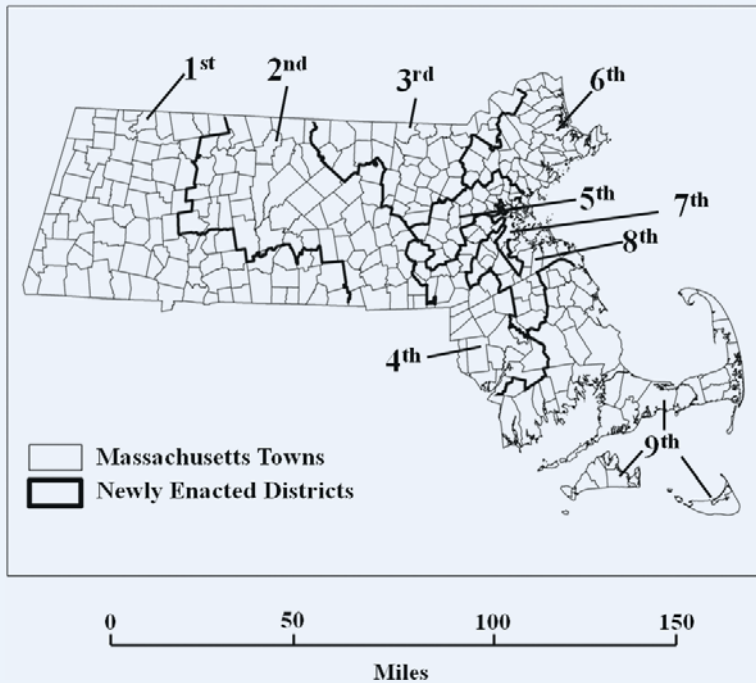 1st
2nd
3rd
6th
5th
7th
8th
4th
9th
Massachusetts Towns
Newly Enacted Districts
0 50 100 150
Miles